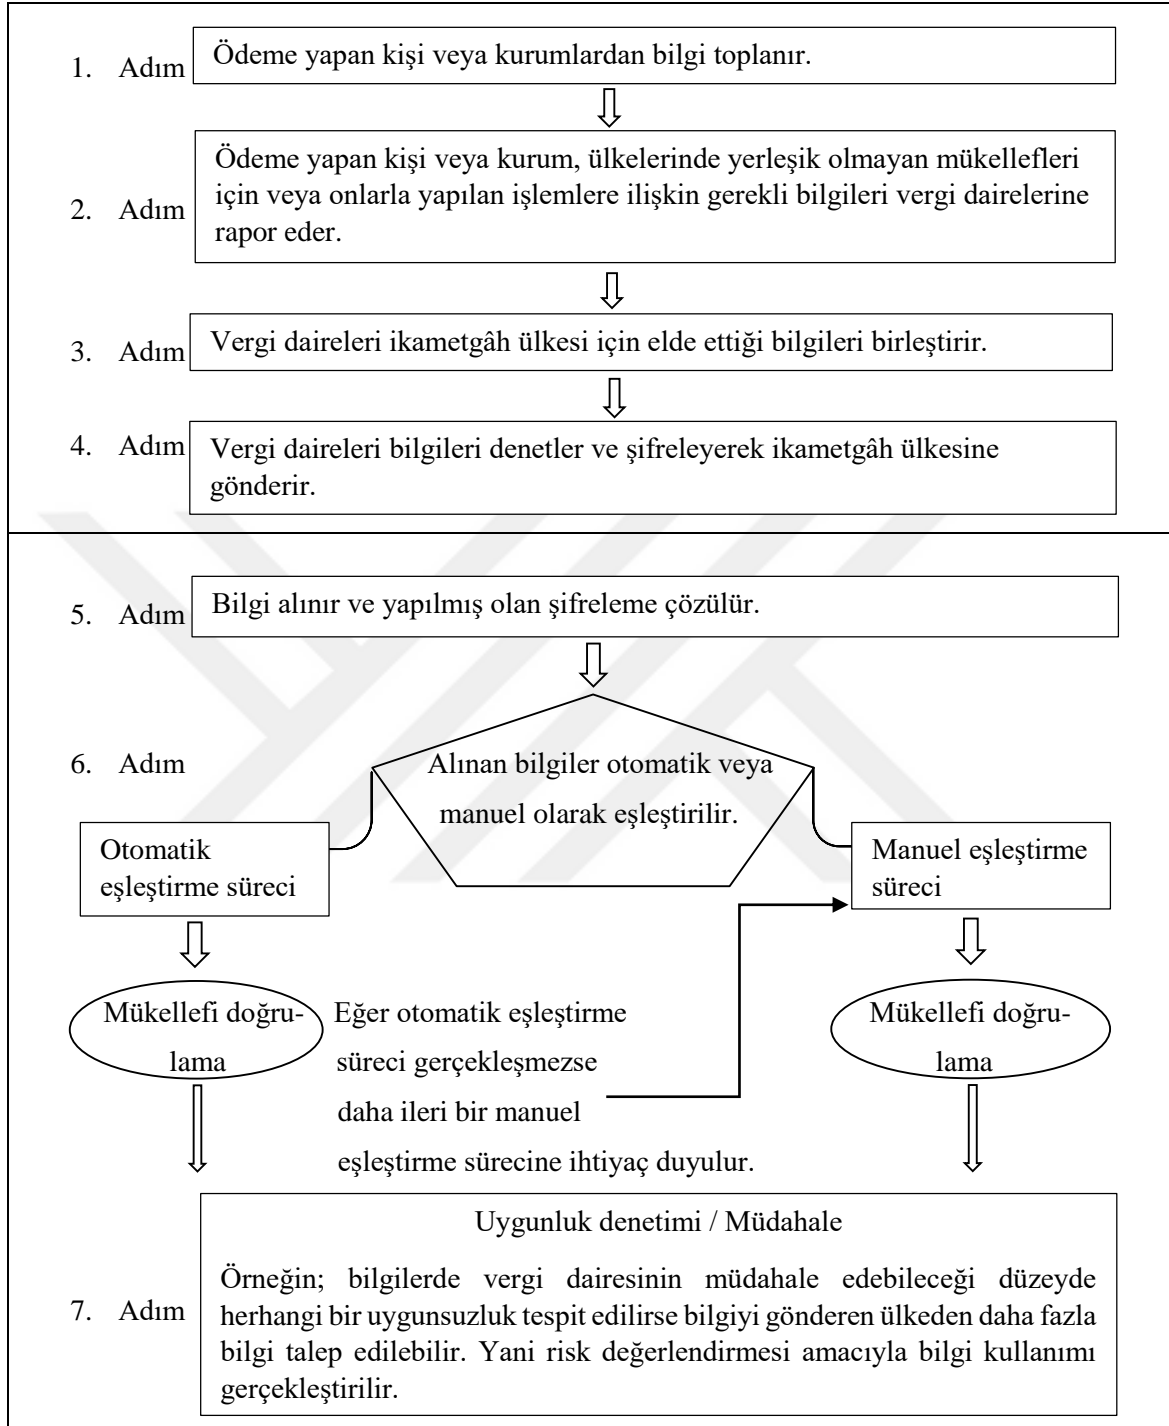 1. Adım
Ödeme yapan kişi veya kurumlardan bilgi toplanır.
2. Adım
Ödeme yapan kişi veya kurum, ülkelerinde yerleşik olmayan mükellefleri
için veya onlarla yapılan işlemlere ilişkin gerekli bilgileri vergi dairelerine
rapor eder.
3. Adım
Vergi daireleri ikametgâh ülkesi için elde ettiği bilgileri birleştirir.
4. Adım
Vergi daireleri bilgileri denetler ve şifreleyerek ikametgâh ülkesine
gönderir.
5. Adım
Bilgi alınır ve yapılmış olan şifreleme çözülür.
6. Adım
Alınan bilgiler otomatik veya
manuel olarak eşleştirilir.
Otomatik
eşleştirme süreci
Manuel eşleştirme
süreci
Mükellefi doğru-
lama
Eğer otomatik eşleştirme
süreci gerçekleşmezse
daha ileri bir manuel
eşleştirme sürecine ihtiyaç duyulur.
Mükellefi doğru-
lama
7. Adım
Uygunluk denetimi / Müdahale
Örneğin; bilgilerde vergi dairesinin müdahale edebileceği düzeyde
herhangi bir uygunsuzluk tespit edilirse bilgiyi gönderen ülkeden daha fazla
bilgi talep edilebilir. Yani risk değerlendirmesi amacıyla bilgi kullanımı
gerçekleştirilir.